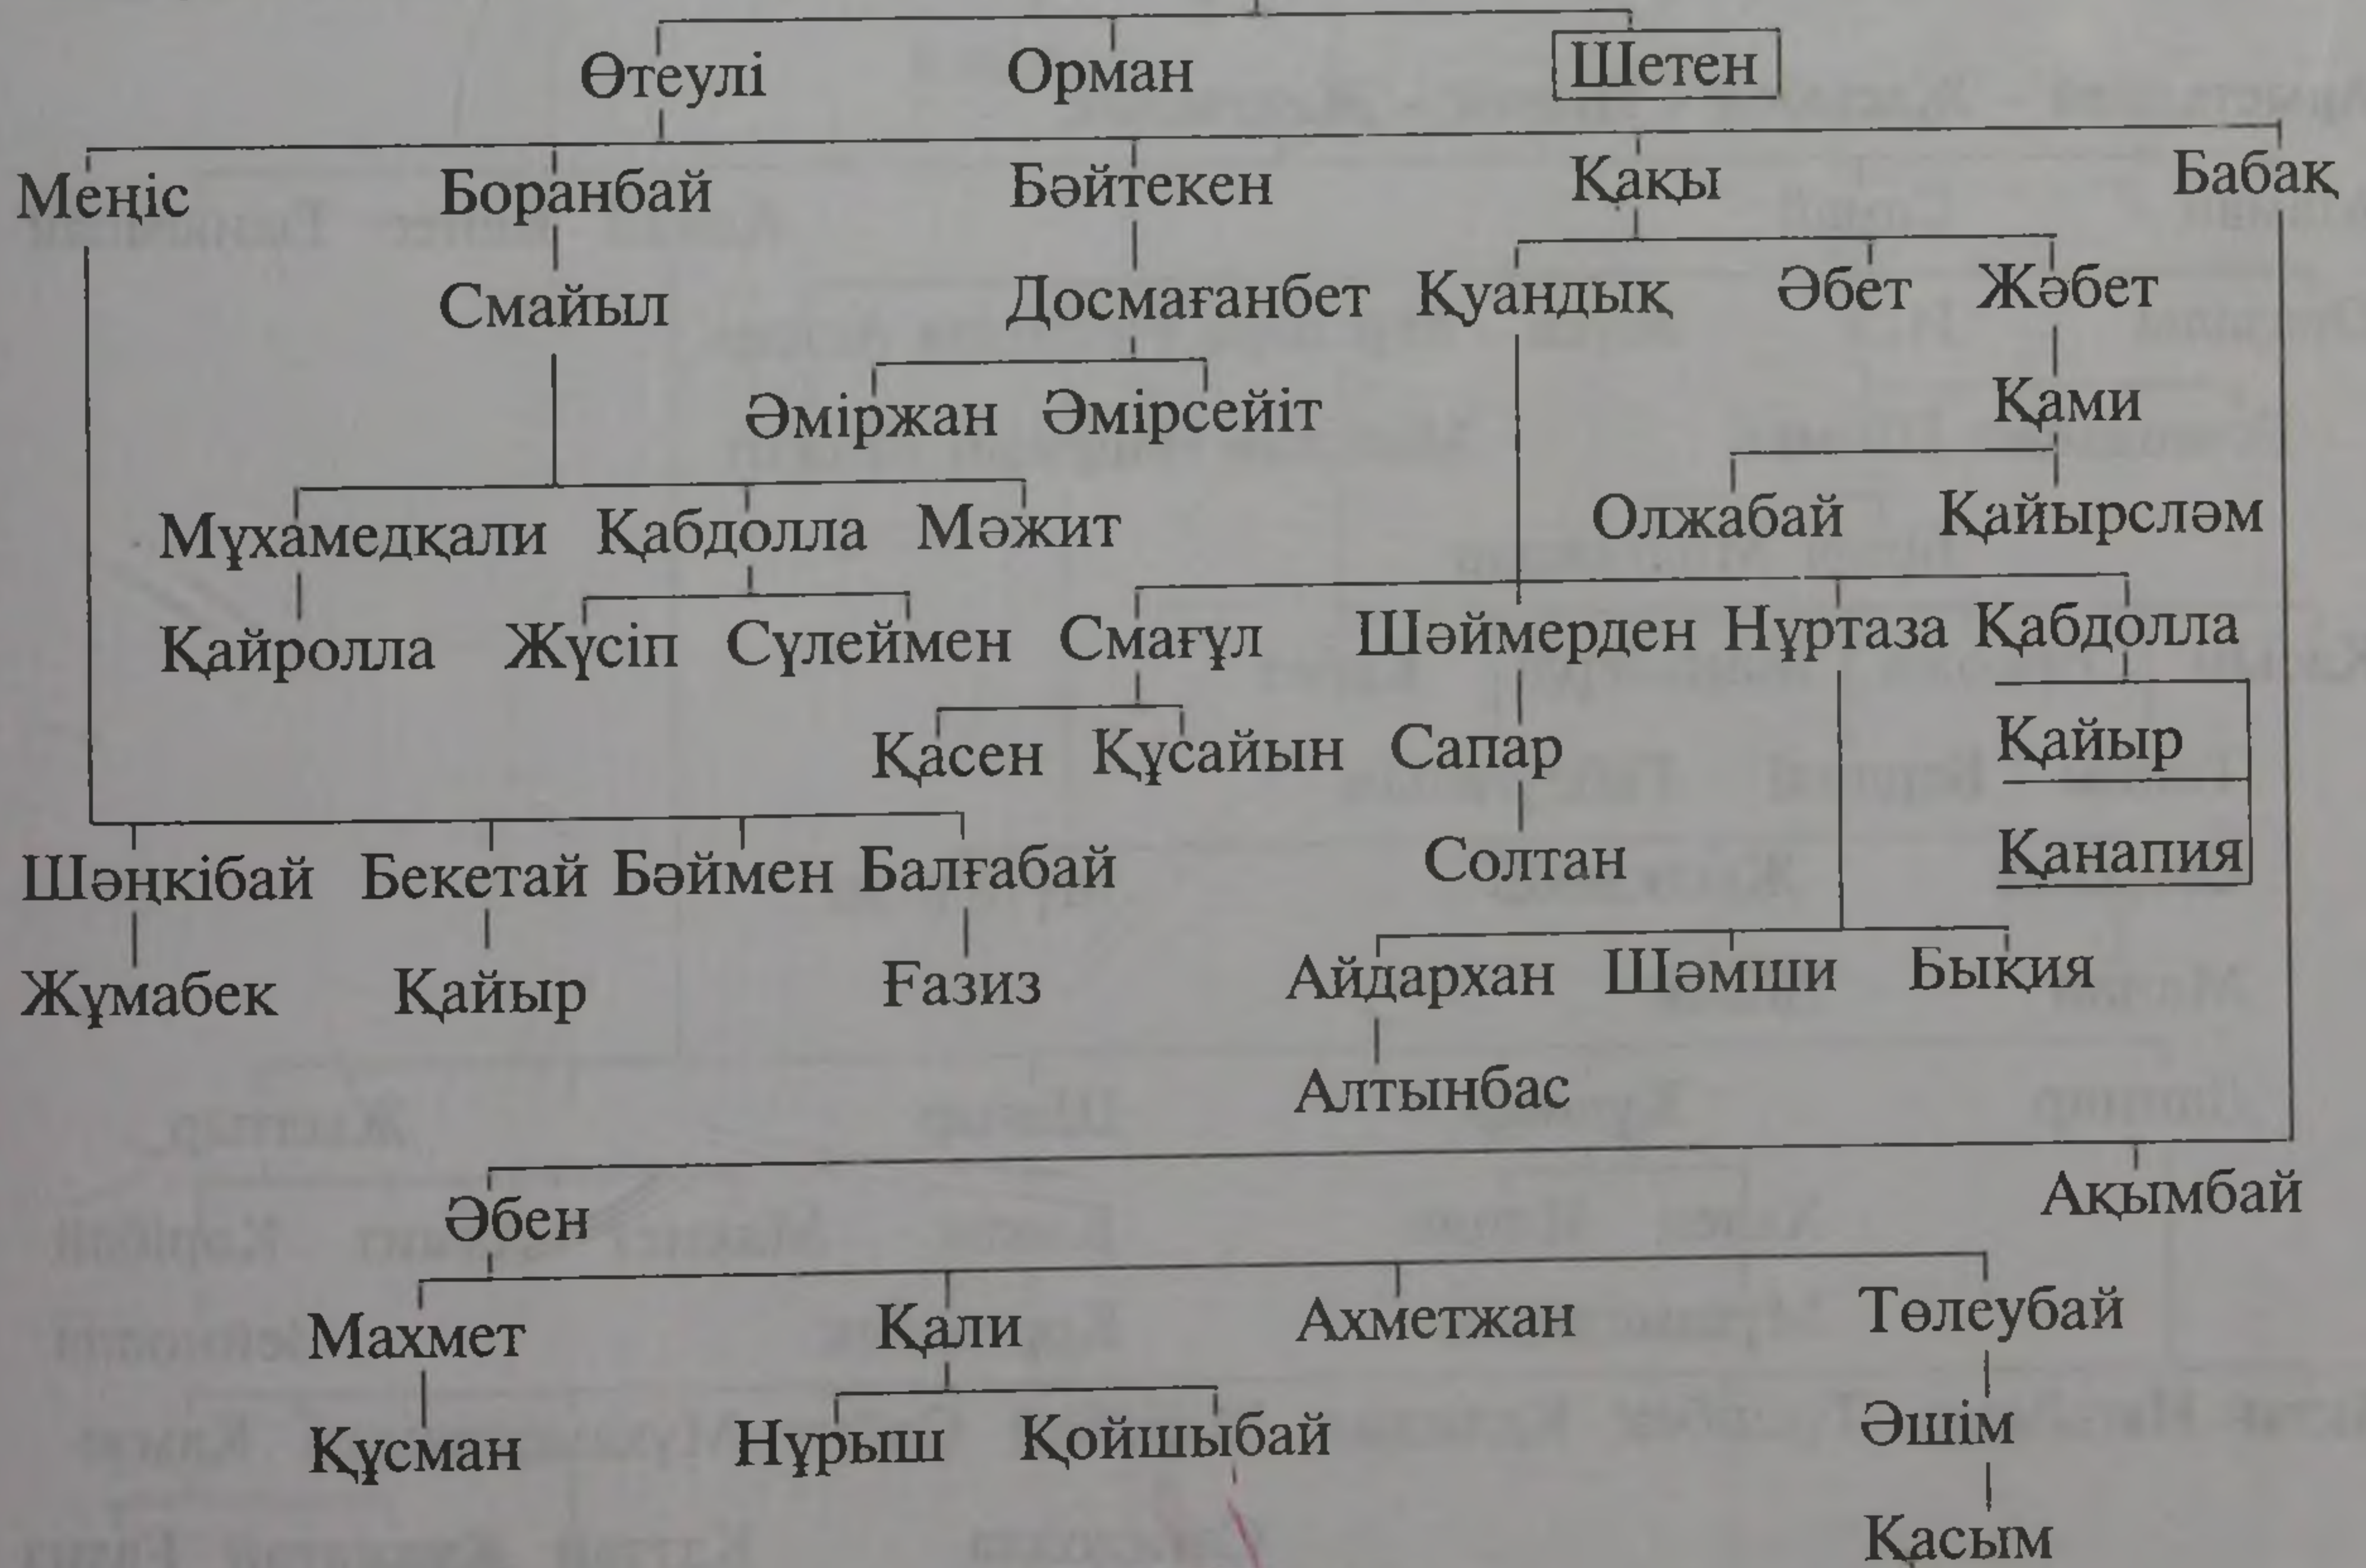 Өтеулі Орман Шетен
Меңіс Боранбай Бәйтекен Қақы Бабақ
Смайыл Досмағанбет Қуандық Әбет Жәбет
Әміржан Әмірсейіт Қами
Мұхамедқали Қабдолла Мәжит Олжабай Қайырсләм
Қайролла Жүсіп Сүлеймен Смағұл Шәймерден Нұртаза Қабдолла
Қасен Құсайын Сапар Қайыр
Шәңкібай Бекетай Бәймен Балғабай Солтан Қанапия
Жұмабек Қайыр Ғазиз Айдархан Шәмши Бықия
Алтынбас
Әбен Ақымбай
Махмет Қали Ахметжан Төлеубай
Құсман Нұрыш Қойшыбай Әшім
Қасым